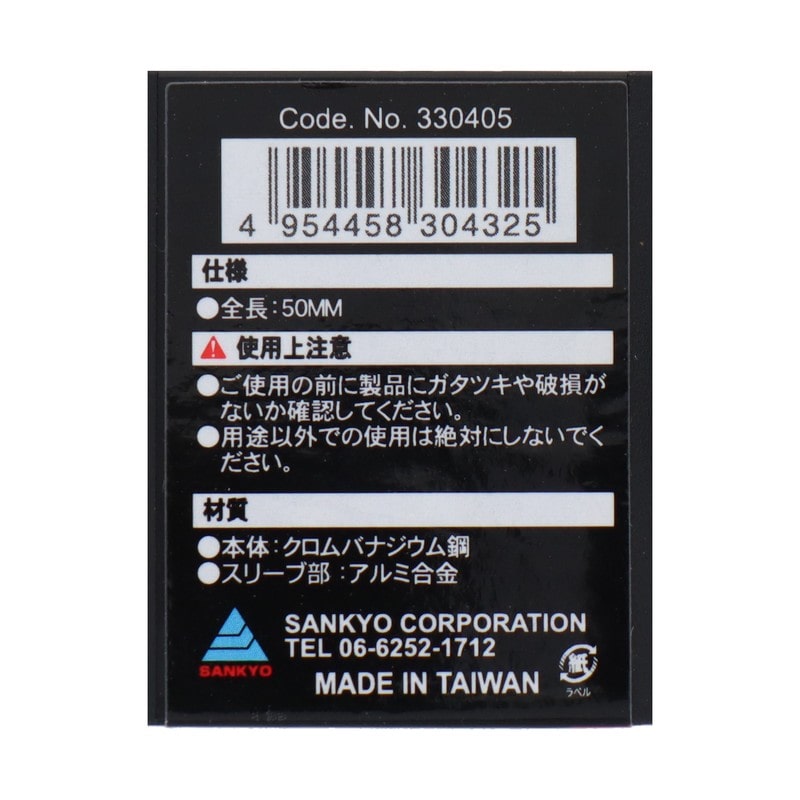 Code. No. 330405
4 954458 304325
仕様
●全長:50MM
使用上注意
●ご使用の前に製品にガタツキや破損が
ないか確認してください。
●用途以外での使用は絶対にしないでく
ださい。
材質
●本体:クロムバナジウム鋼
●スリーブ部:アルミ合金
SANKYO
SANKYO CORPORATION
TEL 06-6252-1712
MADE IN TAIWAN
紙
ラベル